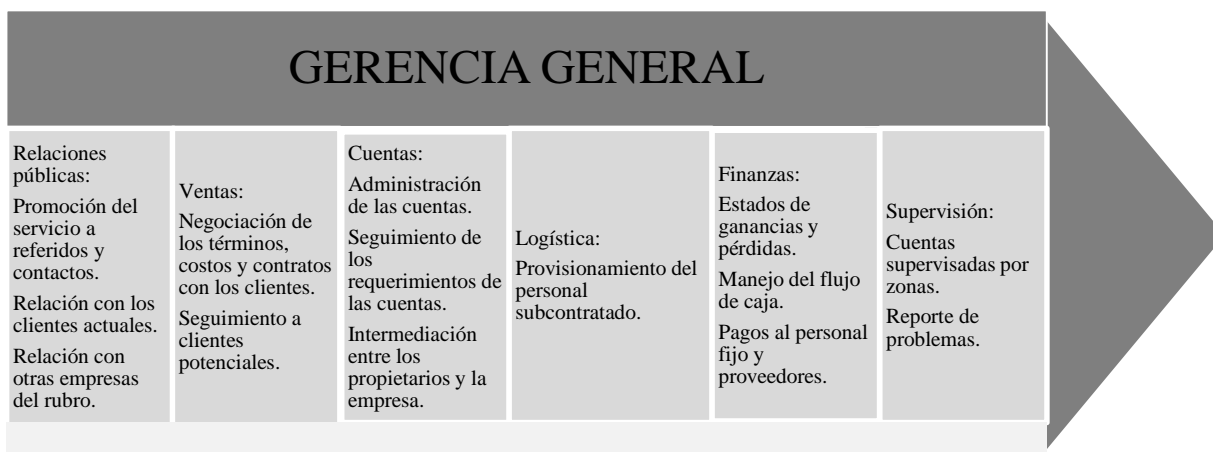 GERENCIA GENERAL
Relaciones
públicas:
Promoción del
servicio a
referidos y
contactos.
Relación con los
clientes actuales.
Relación con
otras empresas
del rubro.
Ventas:
Negociación de
los términos,
costos y contratos
con los clientes.
Seguimiento a
clientes
potenciales.
Cuentas:
Administración
de las cuentas.
Seguimiento de
los
requerimientos de
las cuentas.
Intermediación
entre los
propietarios y la
empresa.
Logística:
Provisionamiento del
personal
subcontratado.
Finanzas:
Estados de
ganancias y
pérdidas.
Manejo del flujo
de caja.
Pagos al personal
fijo y
proveedores.
Supervisión:
Cuentas
supervisadas por
zonas.
Reporte de
problemas.